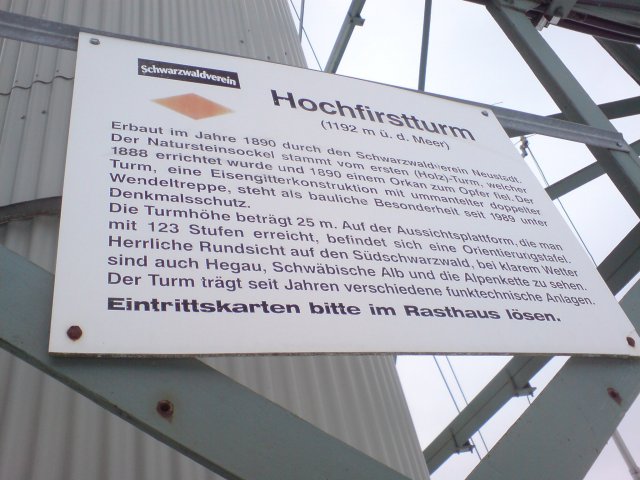 Schwarzwaldverein
Hochfirstturm
(1192 m ü. d. Meer)
Erbaut im Jahre 1890 durch den Schwarzwaldverein Neustadt.
Der Natursteinsockel stammt vom ersten (Holz)-Turm, welcher
1888 errichtet wurde und 1890 einem Orkan zum Opfer fiel. Der
Turm, eine Eisengitterkonstruktion mit ummantelter doppelter
Wendeltreppe, steht als bauliche Besonderheit seit 1989 unter
Denkmalsschutz.
Die Turmhöhe beträgt 25 m. Auf der Aussichtsplattform, die man
mit 123 Stufen erreicht, befindet sich eine Orientierungstafel.
Herrliche Rundsicht auf den Südschwarzwald, bei klarem Wetter
sind auch Hegau, Schwäbische Alb und die Alpenkette zu sehen.
Der Turm trägt seit Jahren verschiedene funktechnische Anlagen.
Eintrittskarten bitte im Rasthaus lösen.